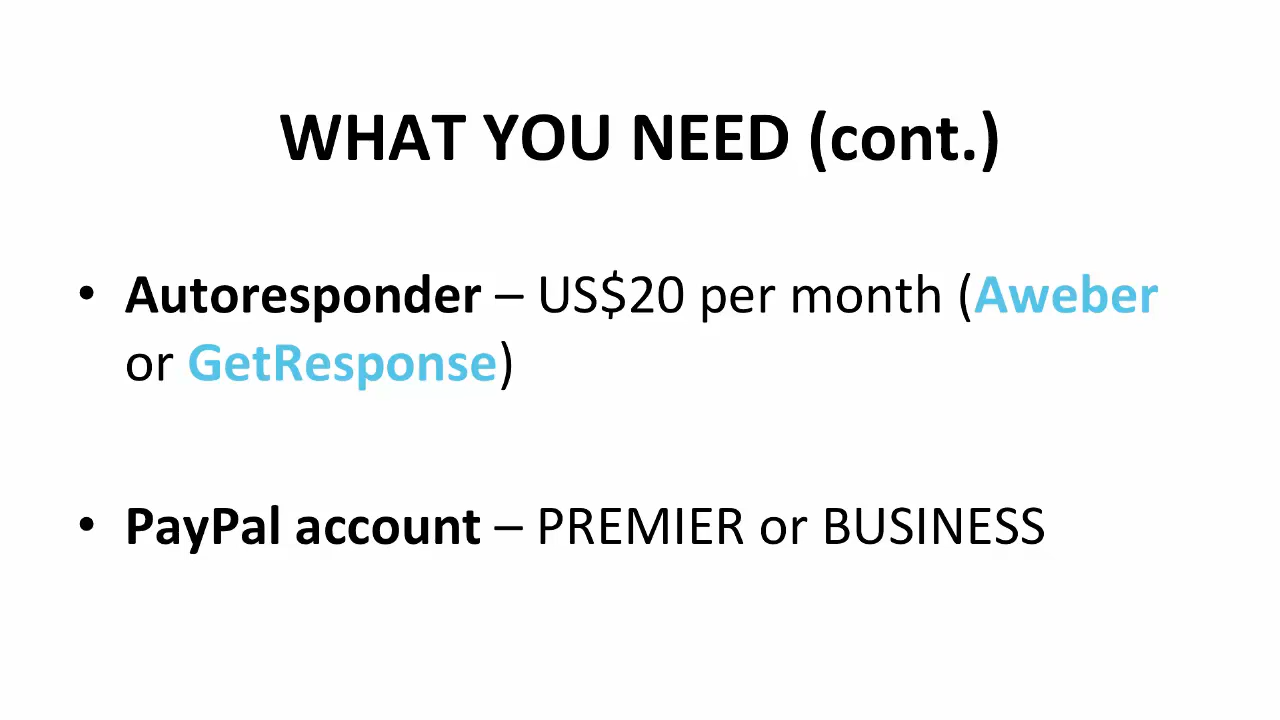 WHAT YOU NEED (cont.)
• Autoresponder – US$20 per month (Aweber
or GetResponse)
• PayPal account – PREMIER or BUSINESS